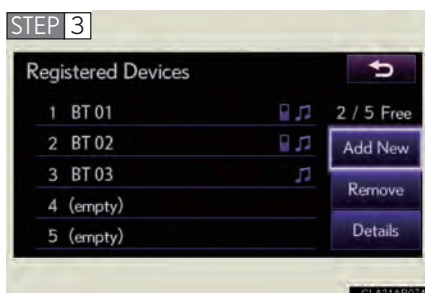 STEP 3
Registered Devices
1 BT 01
2 / 5 Free
2 BT 02
Add New
3 BT 03
Remove
4 (empty)
5 (empty)
Details